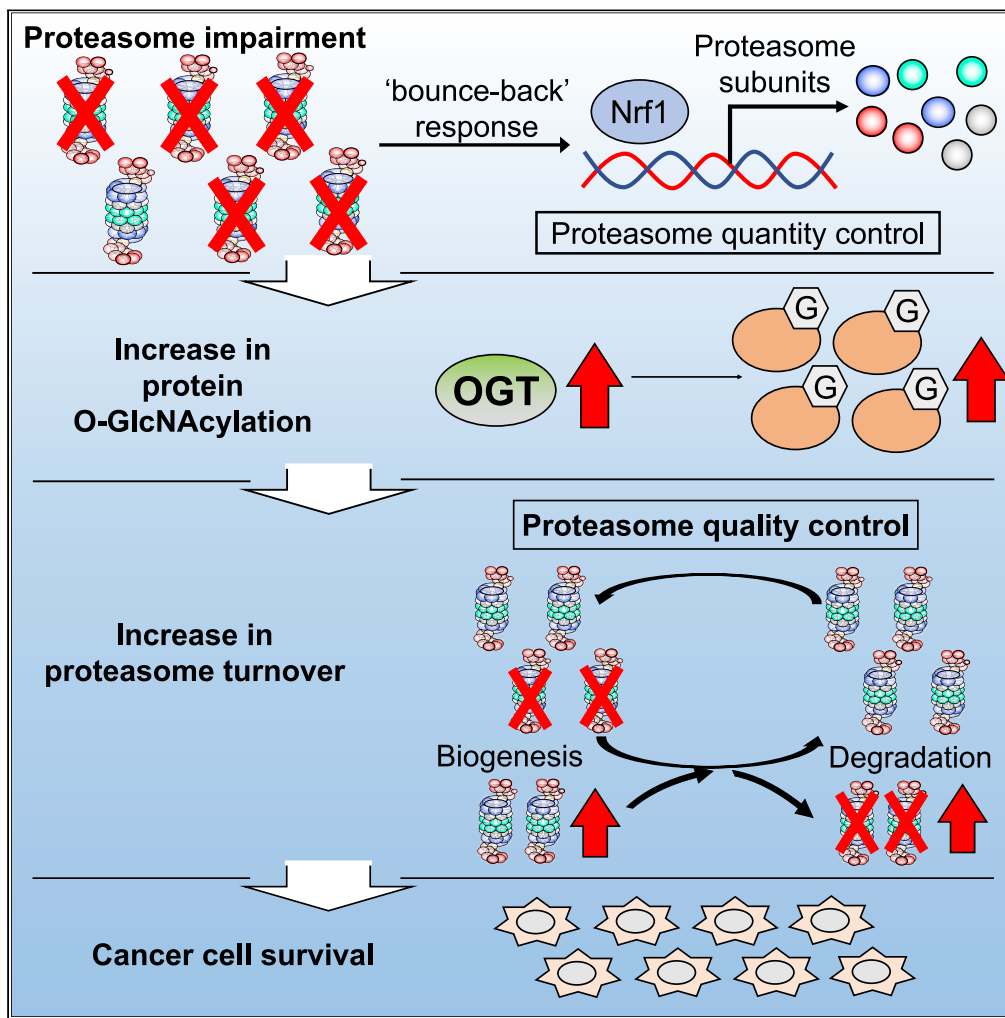 Proteasome impairment
'bounce-back'
response
Nrf1
Proteasome
subunits
Proteasome quantity control
Increase in
protein
O-GlcNAcylation
OGT
G
G
G
G
Proteasome quality control
Increase in
proteasome turnover
Biogenesis
Degradation
Cancer cell survival